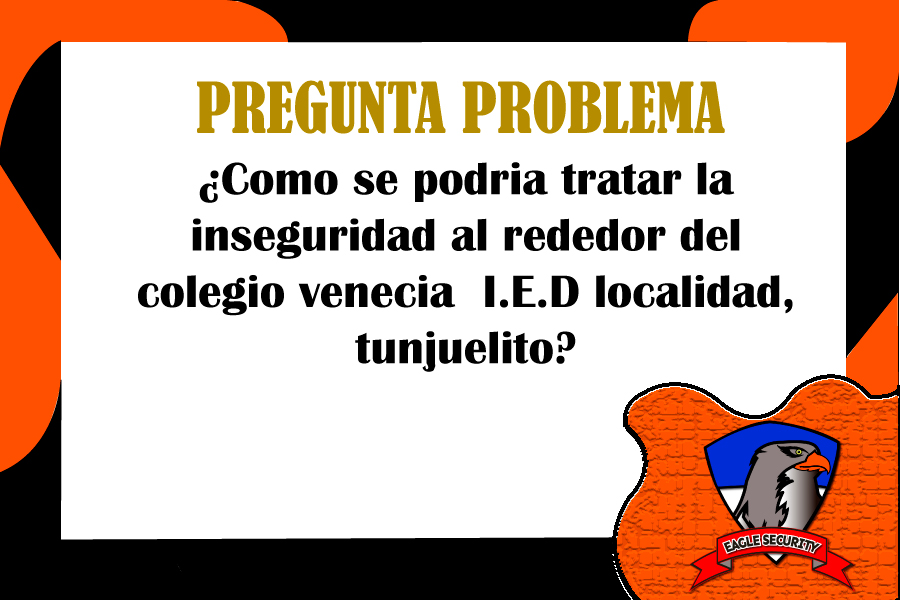 PREGUNTA PROBLEMA
¿Como se podria tratar la
inseguridad al rededor del
colegio venecia I.E.D localidad,
tunjuelito?
EAGLE SECURITY